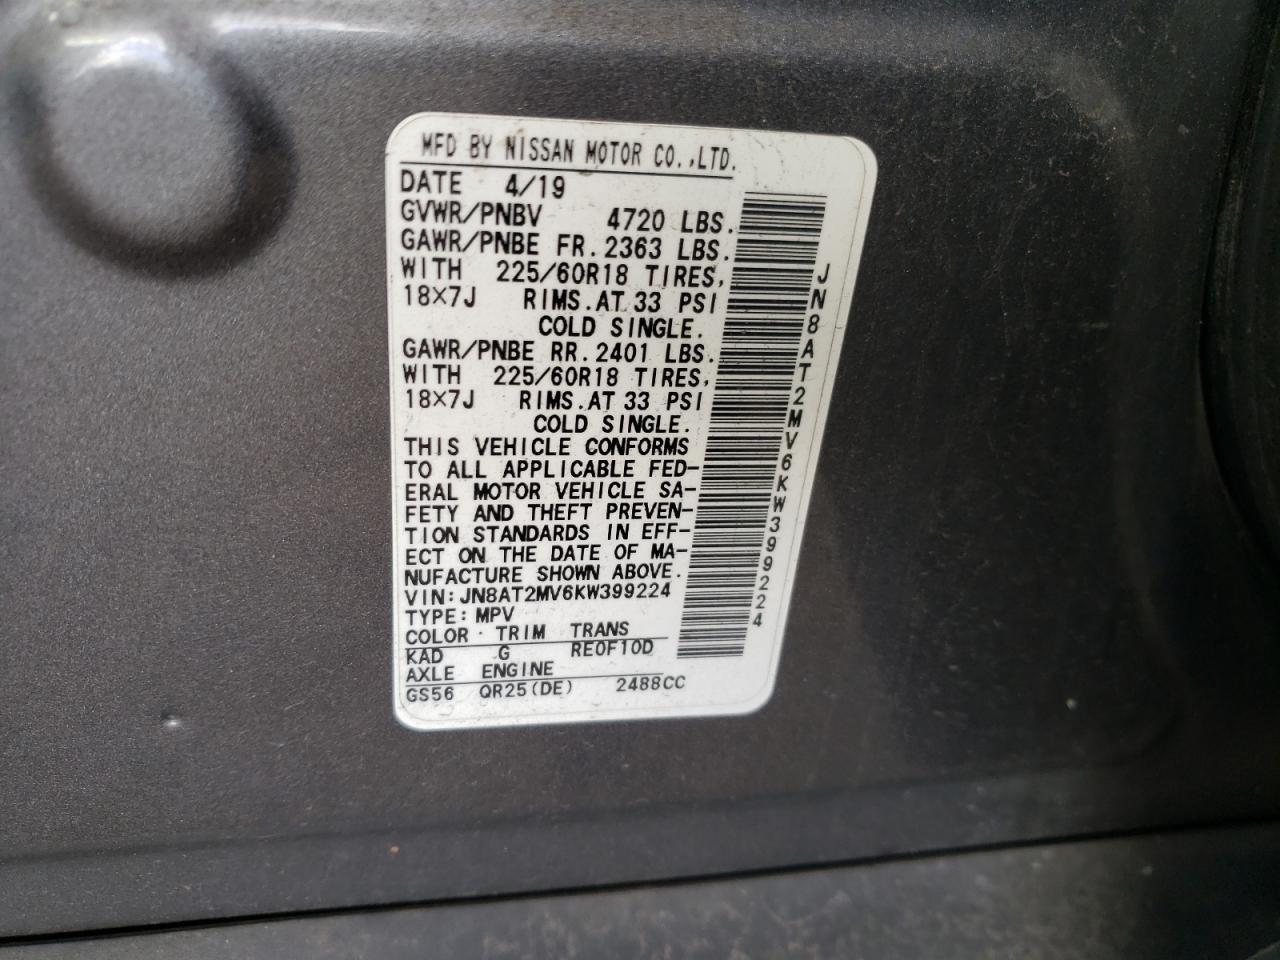 MFD BY NISSAN MOTOR CO.,LTD.
DATE 4/19
GVWR/PNBV 4720 LBS.
GAWR/PNBE FR. 2363 LBS.
WITH 225/60R18 TIRES,
18×7J RIMS.AT 33 PSI
COLD SINGLE.
GAWR/PNBE RR. 2401 LBS.
WITH 225/60R18 TIRES,
18×7J RIMS.AT 33 PSI
COLD SINGLE.
THIS VEHICLE CONFORMS
TO ALL APPLICABLE FED-
ERAL MOTOR VEHICLE SA-
FETY AND THEFT PREVEN-
TION STANDARDS IN EFF-
ECT ON THE DATE OF MA-
NUFACTURE SHOWN ABOVE.
VIN:JN8AT2MV6KW399224
TYPE:MPV
COLOR TRIM TRANS
KAD G RE0F10D
AXLE ENGINE
GS56 QR25(DE) 2488CC
JN8AT2MV6KW399224